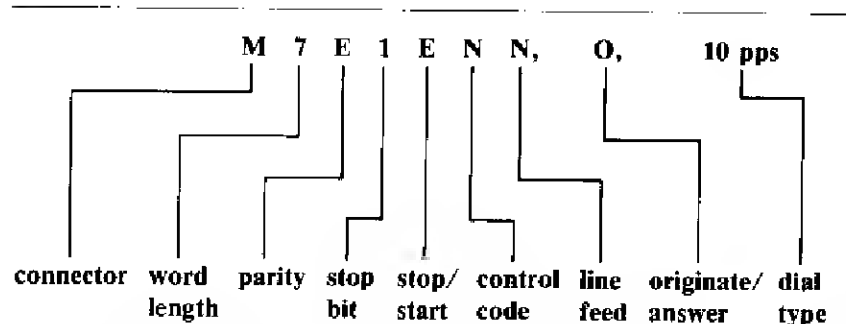 M 7 E 1 E N N, O, 10 pps
connector word parity stop stop/ control line originate/ dial
length bit start code feed answer type